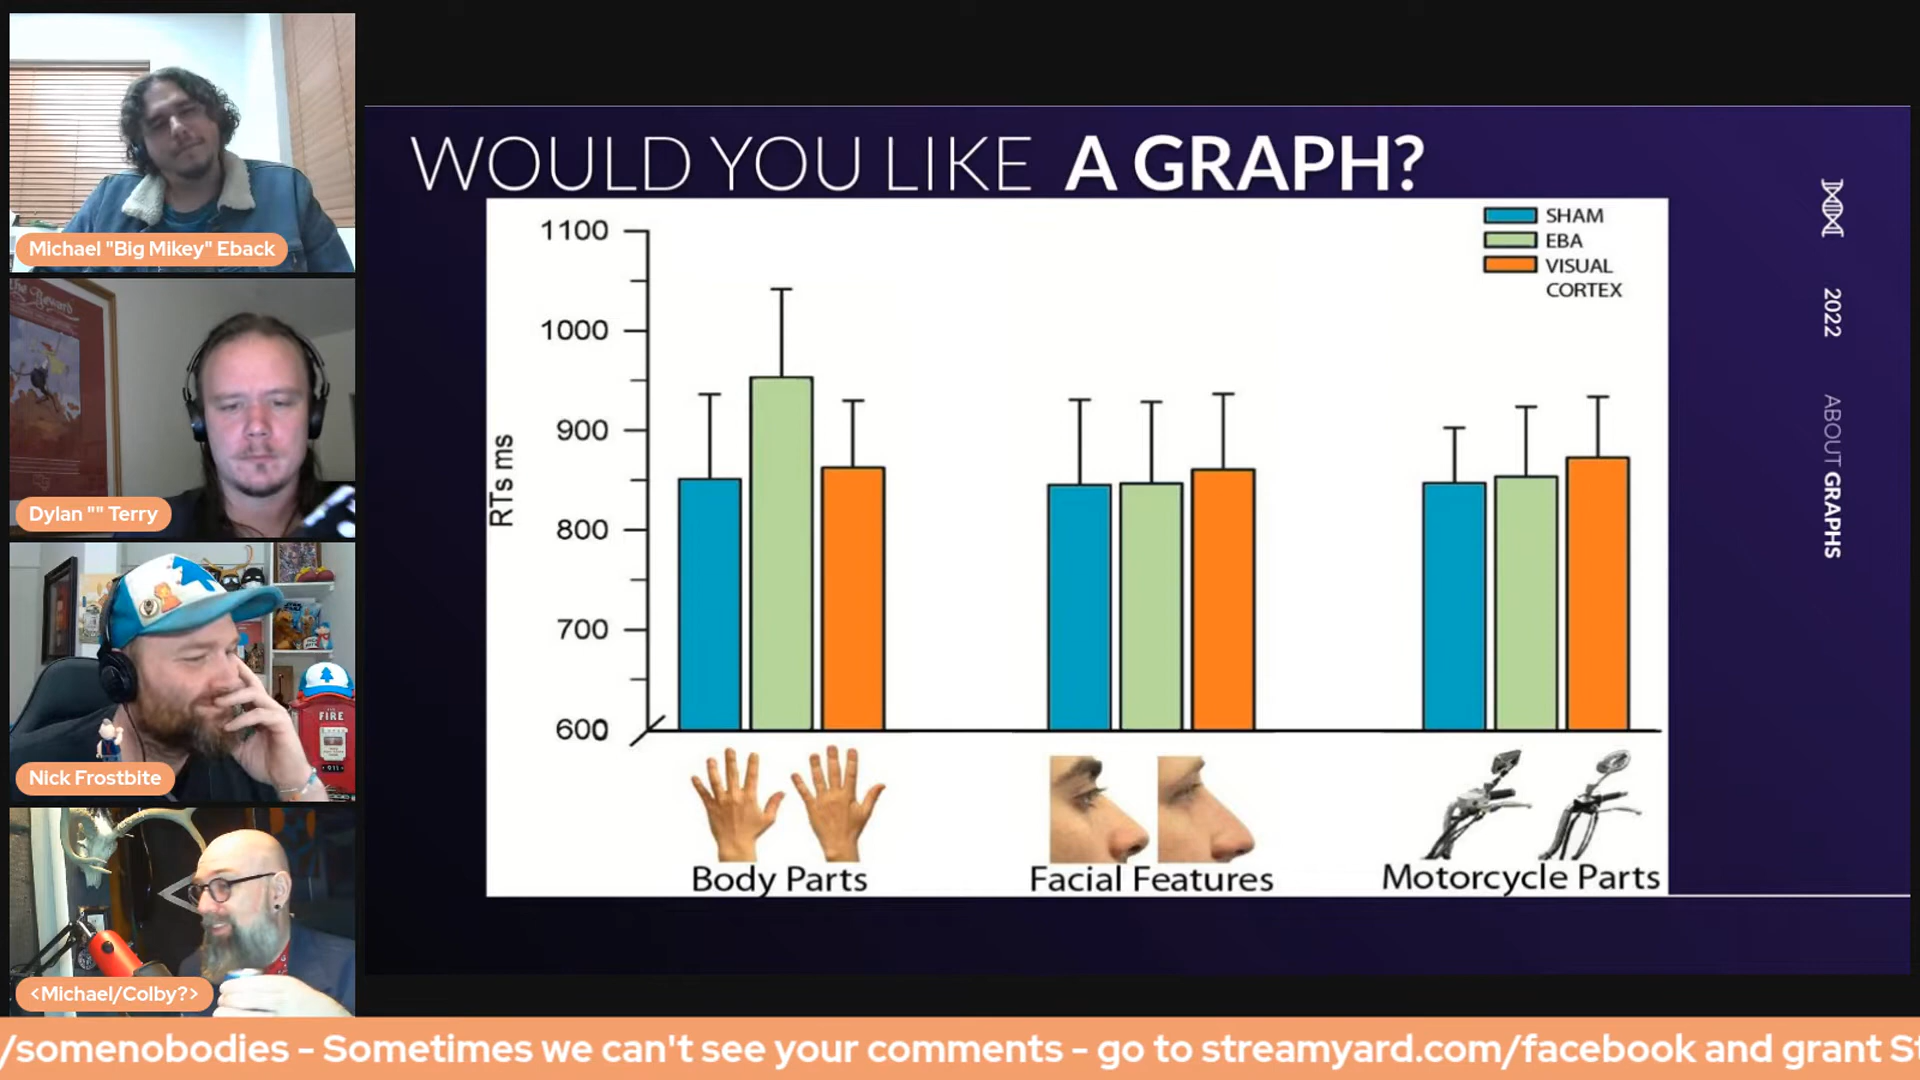 Michael "Big Mikey" Eback
Dylan "" Terry
FIRE
911
Nick Frostbite
<Michael/Colby?>
WOULD YOU LIKE A GRAPH?
SHAM
EBA
VISUAL
CORTEX
RTs ms
1100
1000
900
800
700
600
Body Parts
Facial Features
Motorcycle Parts
2022
ABOUT GRAPHS
/somenobodies - Sometimes we can't see your comments - go to streamyard.com/facebook and grant St